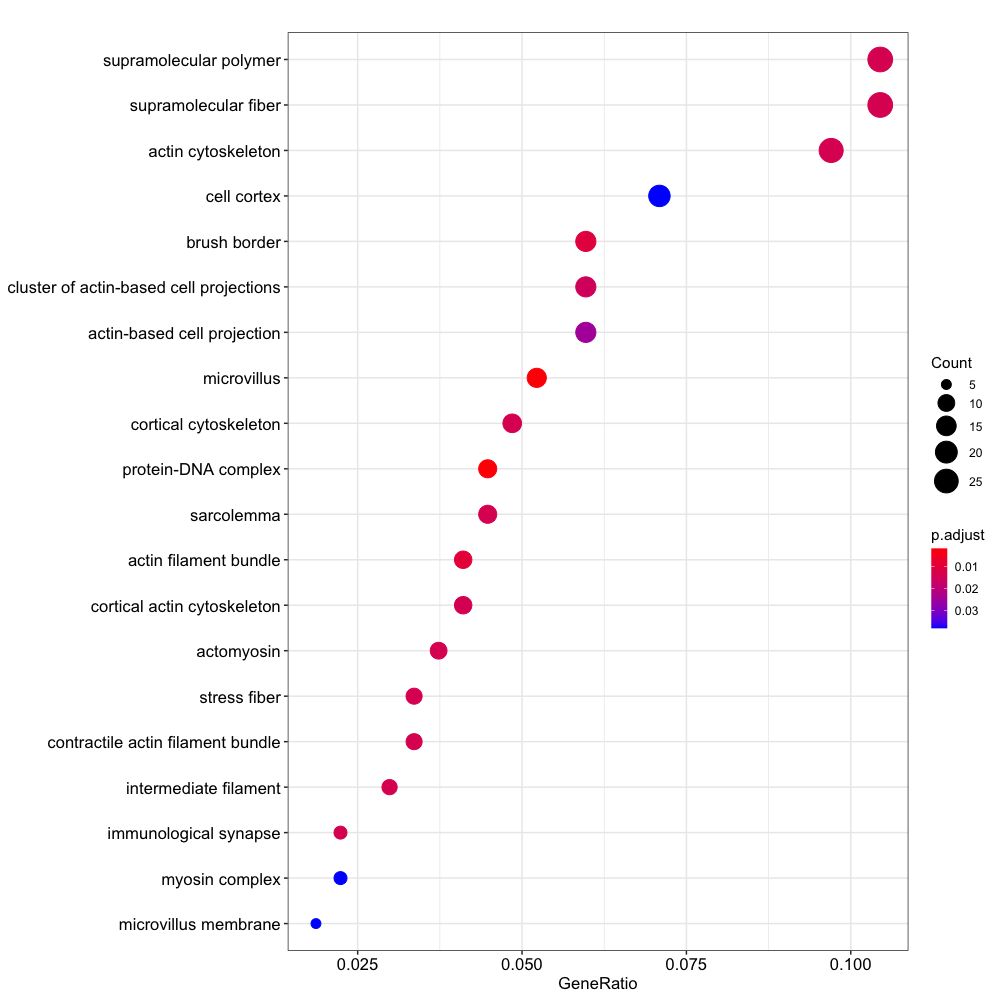 supramolecular polymer
supramolecular fiber
actin cytoskeleton
cell cortex
brush border
cluster of actin-based cell projections
actin-based cell projection
microvillus
cortical cytoskeleton
protein-DNA complex
sarcolemma
actin filament bundle
cortical actin cytoskeleton
actomyosin
stress fiber
contractile actin filament bundle
intermediate filament
immunological synapse
myosin complex
microvillus membrane
0.025 0.050 0.075 0.100
GeneRatio
Count
5
10
15
20
25
p.adjust
0.01
0.02
0.03